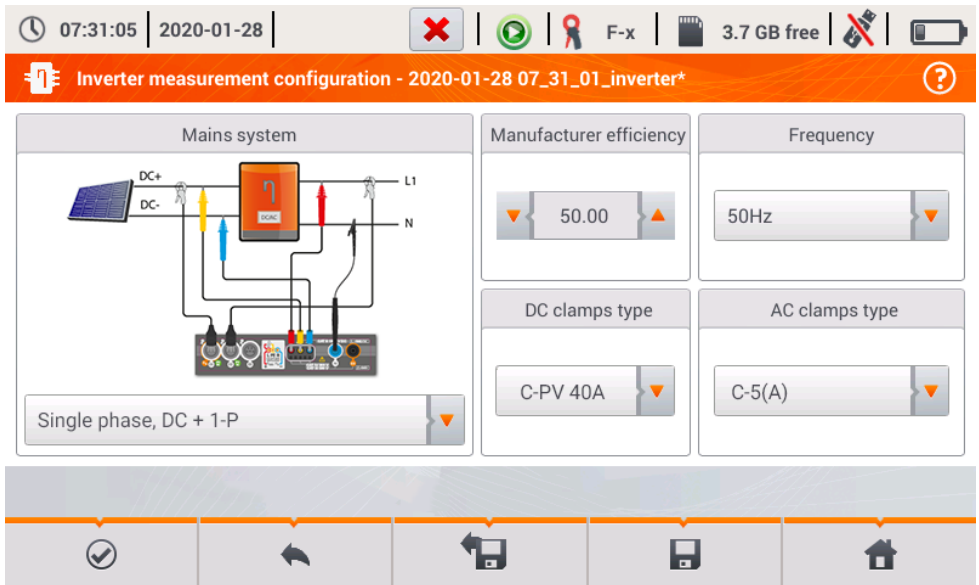 07:31:05 2020-01-28 F-x 3.7 GB free
Inverter measurement configuration - 2020-01-28 07_31_01_inverter* ?
Mains system
Manufacturer efficiency
Frequency
DC+
DC-
η
DC/AC
L1
N
50.00
50Hz
DC clamps type
AC clamps type
C-PV 40A
C-5(A)
Single phase, DC + 1-P